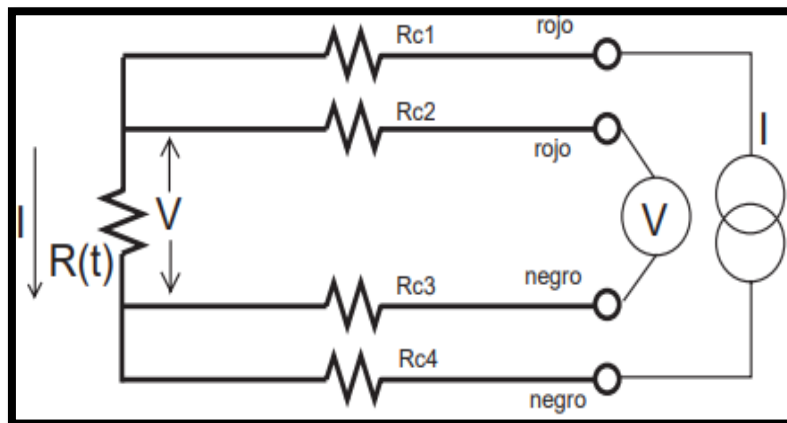 Rc1
rojo
Rc2
rojo
I
I
V
V
R(t)
Rc3
negro
Rc4
negro